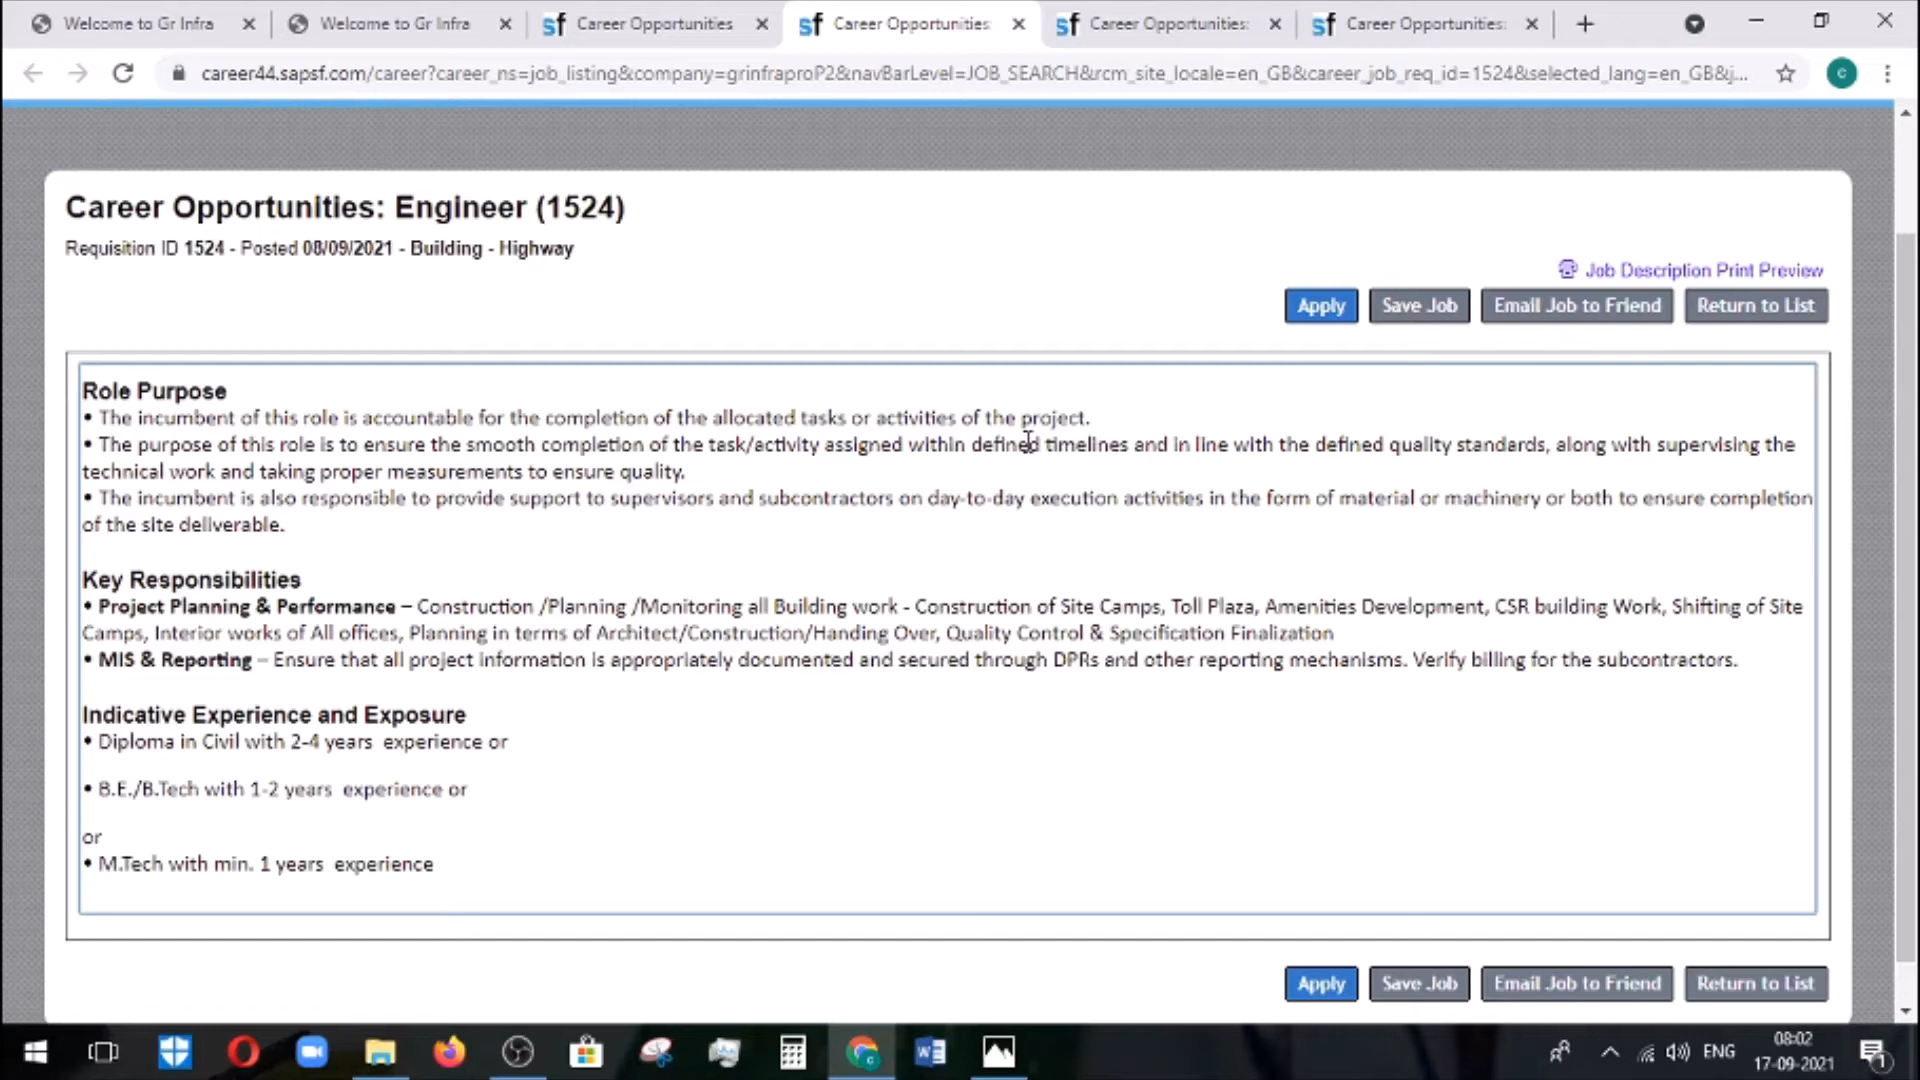 Welcome to Gr Infra
Welcome to Gr Infra
sf Career Opportunities
sf Career Opportunities
sf Career Opportunities:
sf Career Opportunities:
career44.sapsf.com/career?career_ns=job_listing&company=grinfraproP2&navBarLevel=JOB_SEARCH&rcm_site_locale=en_GB&career_job_req_id=1524&selected_lang=en_GB&j...
C
Career Opportunities: Engineer (1524)
Requisition ID 1524 - Posted 08/09/2021 - Building - Highway
Job Description Print Preview
Apply Save Job Email Job to Friend Return to List
Role Purpose
• The incumbent of this role is accountable for the completion of the allocated tasks or activities of the project.
• The purpose of this role is to ensure the smooth completion of the task/activity assigned within defined timelines and in line with the defined quality standards, along with supervising the
technical work and taking proper measurements to ensure quality.
• The incumbent is also responsible to provide support to supervisors and subcontractors on day-to-day execution activities in the form of material or machinery or both to ensure completion
of the site deliverable.
Key Responsibilities
• Project Planning & Performance – Construction /Planning /Monitoring all Building work - Construction of Site Camps, Toll Plaza, Amenities Development, CSR building Work, Shifting of Site
Camps, Interior works of All offices, Planning in terms of Architect/Construction/Handing Over, Quality Control & Specification Finalization
• MIS & Reporting – Ensure that all project information is appropriately documented and secured through DPRs and other reporting mechanisms. Verify billing for the subcontractors.
Indicative Experience and Exposure
• Diploma in Civil with 2-4 years experience or
• B.E./B.Tech with 1-2 years experience or
or
• M.Tech with min. 1 years experience
Apply Save Job Email Job to Friend Return to List
ENG
08:02
17-09-2021
1